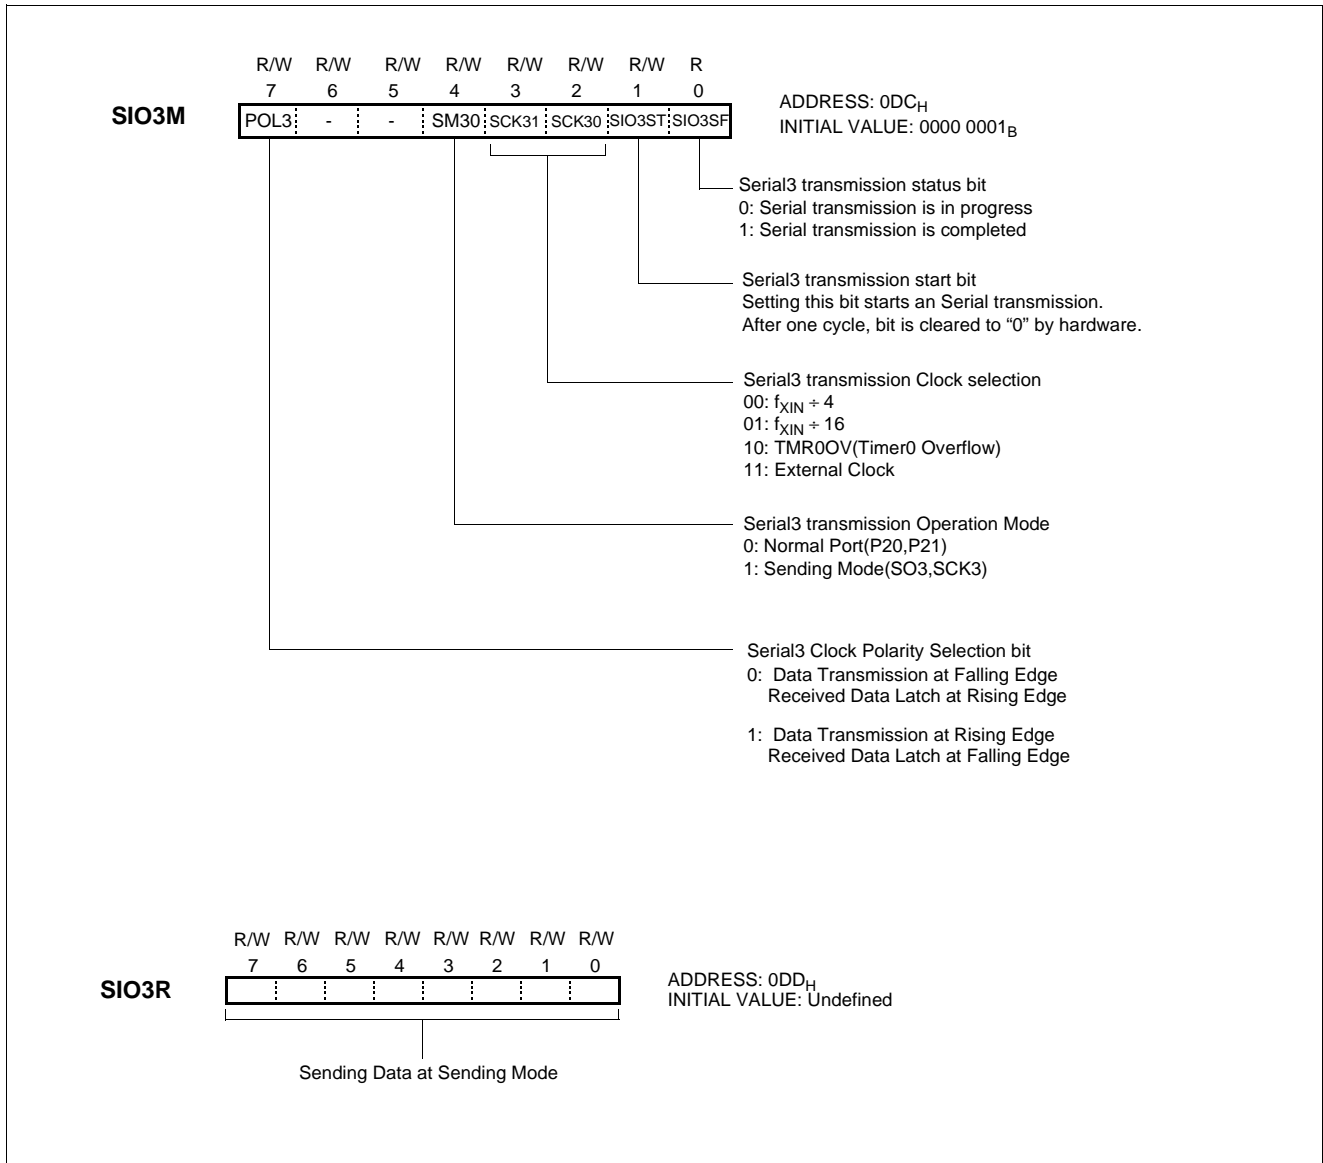 R/W R/W R/W R/W R/W R/W R/W R
7 6 5 4 3 2 1 0
SIO3M POL3 - - SM30 SCK31 SCK30 SIO3ST SIO3SF
ADDRESS: 0DCH
INITIAL VALUE: 0000 0001B
Serial3 transmission status bit
0: Serial transmission is in progress
1: Serial transmission is completed
Serial3 transmission start bit
Setting this bit starts an Serial transmission.
After one cycle, bit is cleared to “0” by hardware.
Serial3 transmission Clock selection
00: fXIN ÷ 4
01: fXIN ÷ 16
10: TMR0OV(Timer0 Overflow)
11: External Clock
Serial3 transmission Operation Mode
0: Normal Port(P20,P21)
1: Sending Mode(SO3,SCK3)
Serial3 Clock Polarity Selection bit
0: Data Transmission at Falling Edge
Received Data Latch at Rising Edge
1: Data Transmission at Rising Edge
Received Data Latch at Falling Edge
R/W R/W R/W R/W R/W R/W R/W R/W
7 6 5 4 3 2 1 0
SIO3R
ADDRESS: 0DDH
INITIAL VALUE: Undefined
Sending Data at Sending Mode